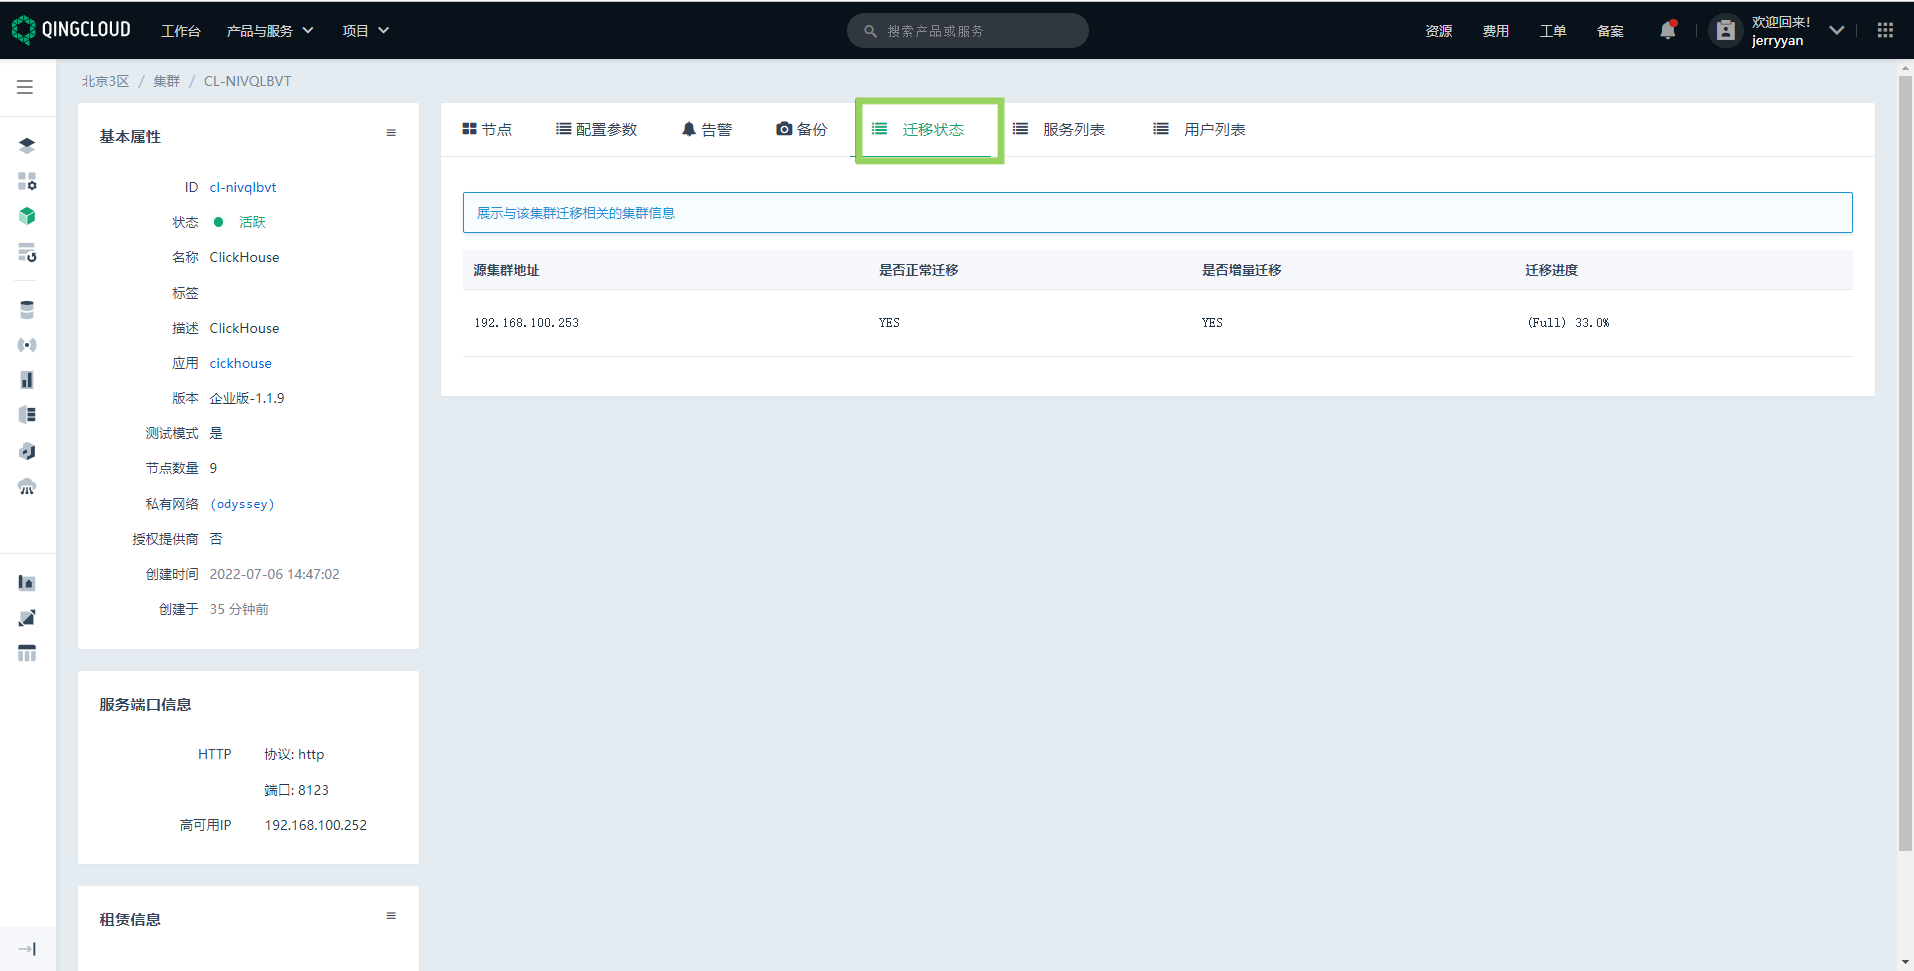 QINGCLOUD 工作台 产品与服务 项目 搜索产品或服务 资源 费用 工单 备案 欢迎回来!
jerryyan
北京3区 / 集群 / CL-NIVQLBVT
基本属性
ID cl-nivqlbvt
状态 活跃
名称 ClickHouse
标签
描述 ClickHouse
应用 cickhouse
版本 企业版-1.1.9
测试模式 是
节点数量 9
私有网络 (odyssey)
授权提供商 否
创建时间 2022-07-06 14:47:02
创建于 35 分钟前
服务端口信息
HTTP 协议: http
端口: 8123
高可用IP 192.168.100.252
租赁信息
节点 配置参数 告警 备份 迁移状态 服务列表 用户列表
展示与该集群迁移相关的集群信息
源集群地址 是否正常迁移 是否增量迁移 迁移进度
192.168.100.253 YES YES (Full) 33.0%